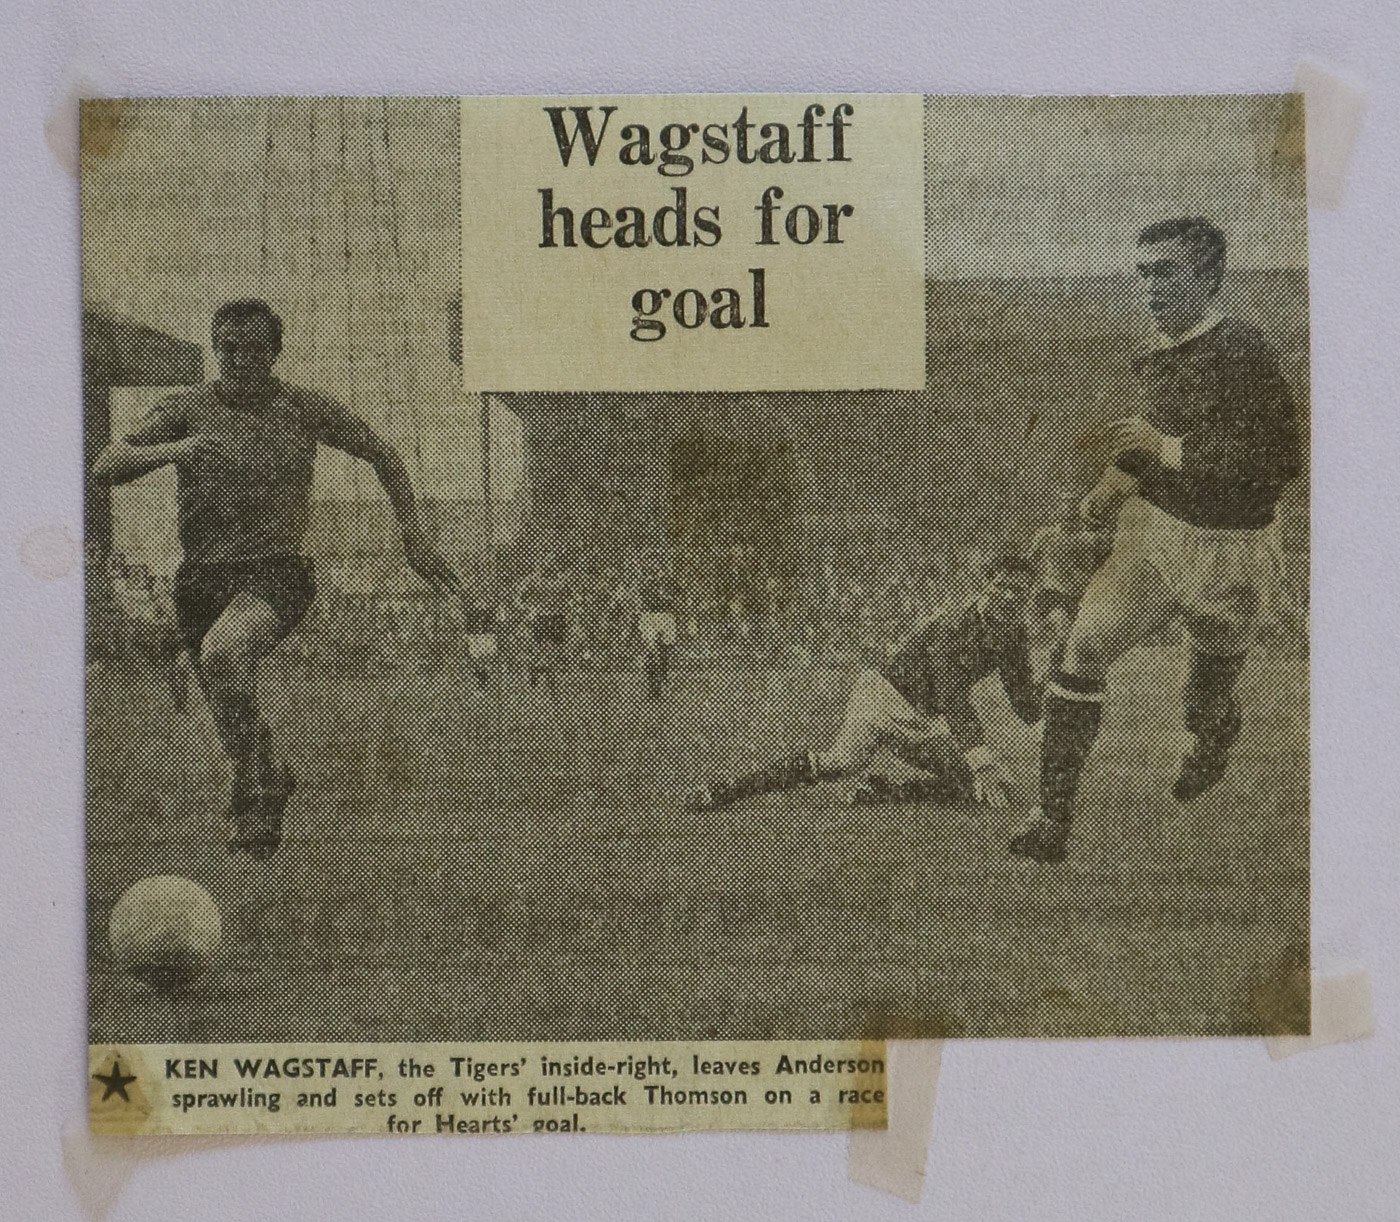 Wagstaff
heads for
goal
KEN WAGSTAFF, the Tigers' inside-right, leaves Anderson
sprawling and sets off with full-back Thomson on a race
for Hearts' goal.